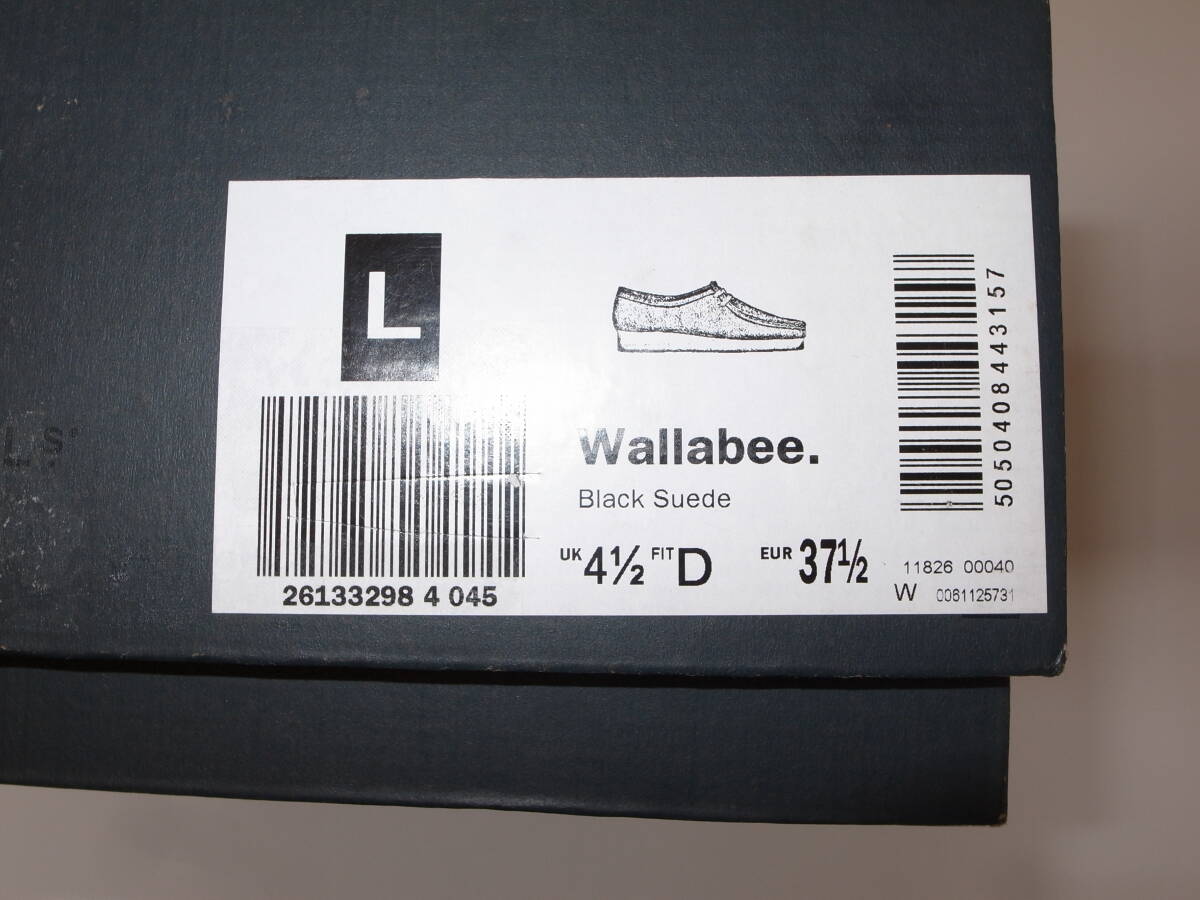 L
26133298 4 045
Wallabee.
Black Suede
UK 4½ FIT D EUR 37½
5050408443157
11826 00040
W 0061125731
L.S